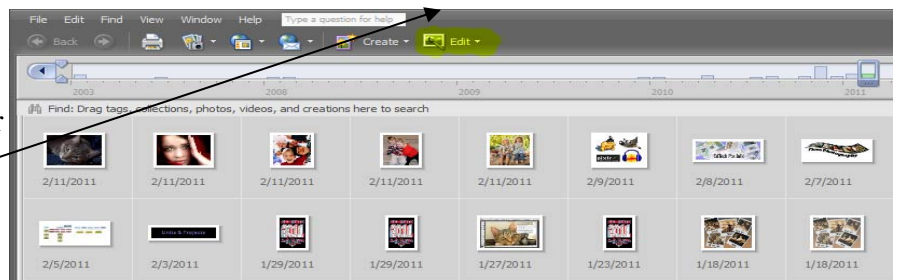 File Edit Find View Window Help Type a question for help
Back Create Edit
2003 2008 2009 2010 2011
Find: Drag tags, collections, photos, videos, and creations here to search
2/11/2011 2/11/2011 2/11/2011 2/11/2011 2/11/2011 2/9/2011 2/8/2011 2/7/2011
2/5/2011 2/3/2011 1/29/2011 1/29/2011 1/27/2011 1/23/2011 1/18/2011 1/18/2011